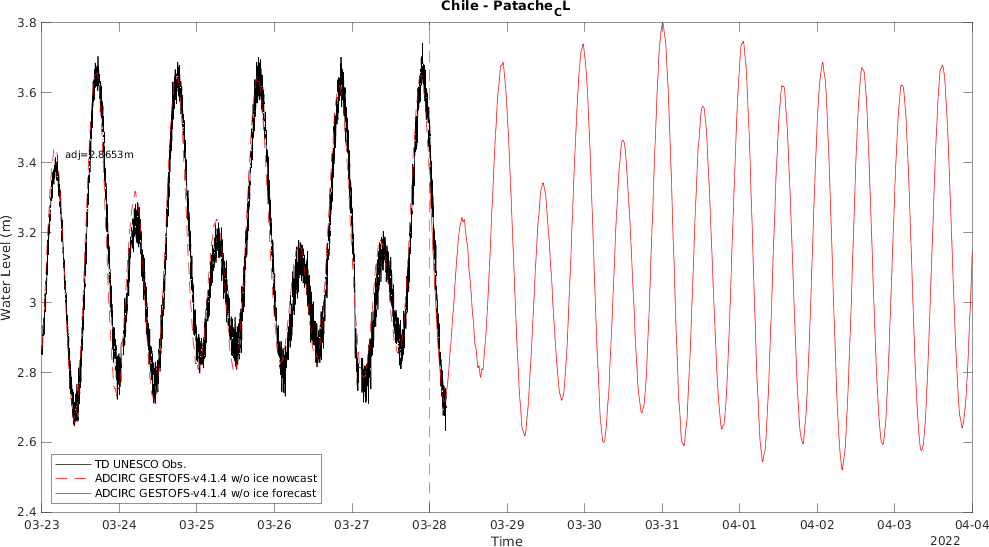 Chile - Patache_CL
3.8
3.6
3.4
3.2
3
2.8
2.6
2.4
Water Level (m)
adj=2.8653m
TD UNESCO Obs.
ADCIRC GESTOFS-v4.1.4 w/o ice nowcast
ADCIRC GESTOFS-v4.1.4 w/o ice forecast
03-23 03-24 03-25 03-26 03-27 03-28 03-29 03-30 03-31 04-01 04-02 04-03 04-04
Time
2022